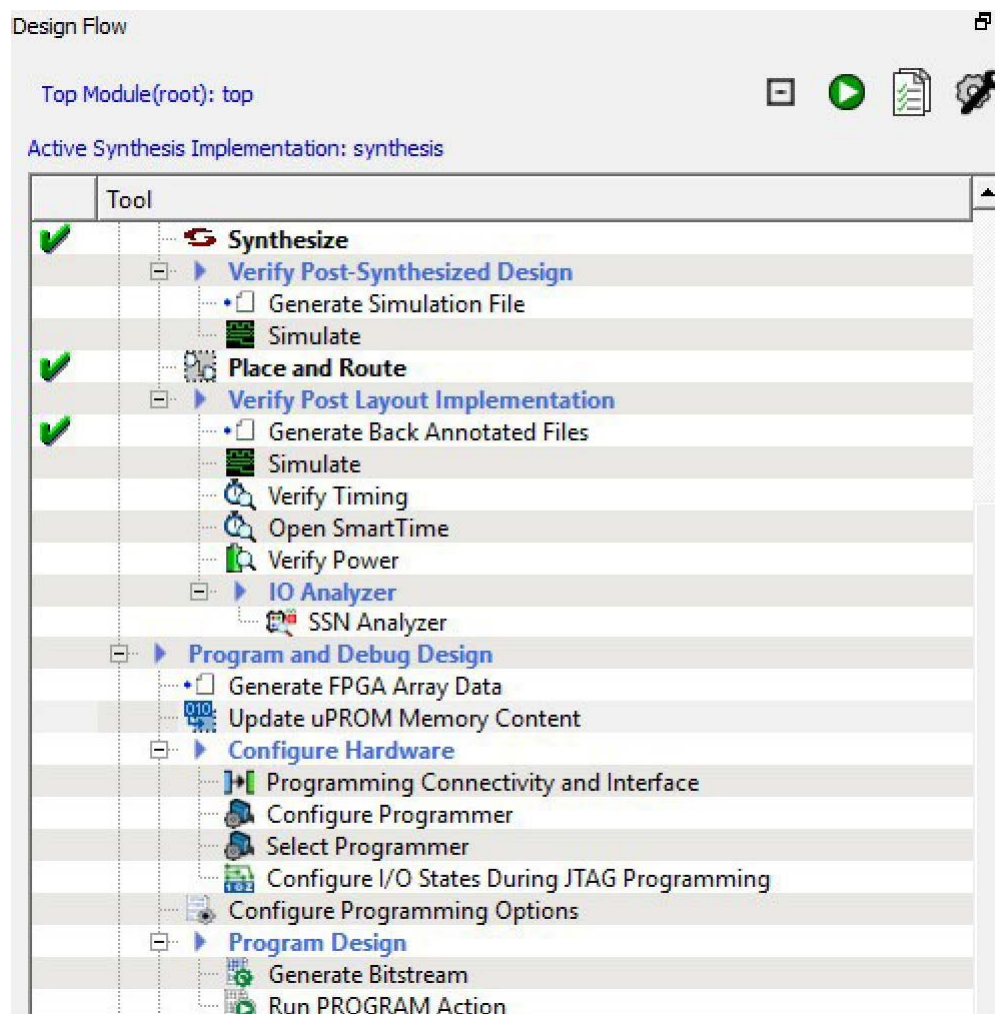 Design Flow
Top Module(root): top
Active Synthesis Implementation: synthesis
Tool
Synthesize
Verify Post-Synthesized Design
Generate Simulation File
Simulate
Place and Route
Verify Post Layout Implementation
Generate Back Annotated Files
Simulate
Verify Timing
Open SmartTime
Verify Power
IO Analyzer
SSN Analyzer
Program and Debug Design
Generate FPGA Array Data
Update uPROM Memory Content
Configure Hardware
Programming Connectivity and Interface
Configure Programmer
Select Programmer
Configure I/O States During JTAG Programming
Configure Programming Options
Program Design
Generate Bitstream
Run PROGRAM Action